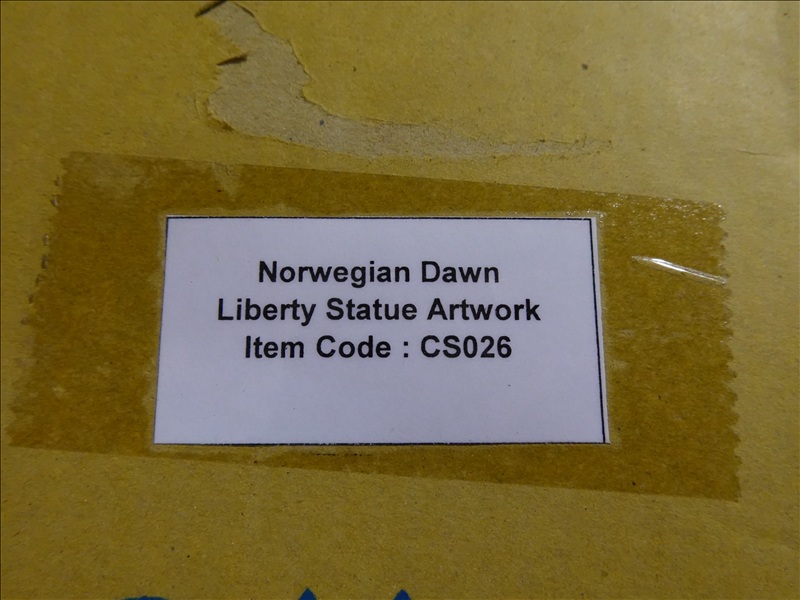 Norwegian Dawn
Liberty Statue Artwork
Item Code : CS026